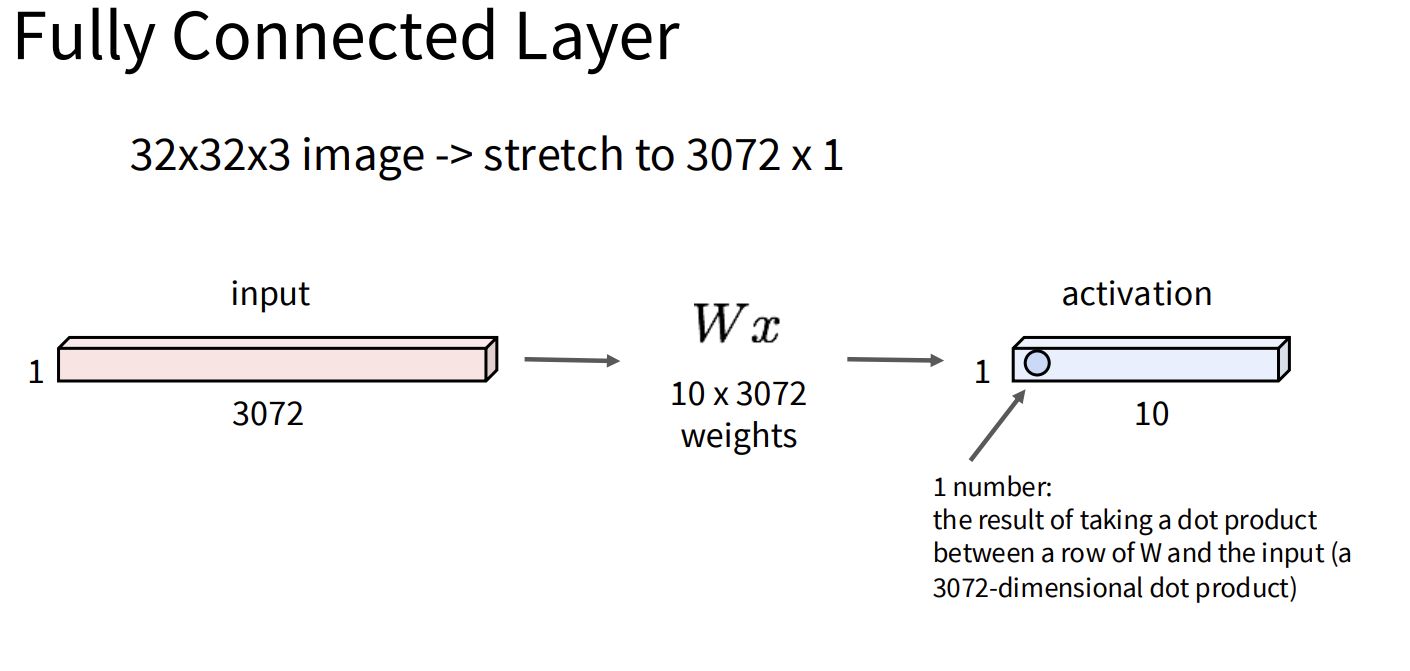 Fully Connected Layer
32x32x3 image -> stretch to 3072 x 1
input
1
3072
Wx
10 x 3072
weights
activation
1
10
1 number:
the result of taking a dot product
between a row of W and the input (a
3072-dimensional dot product)